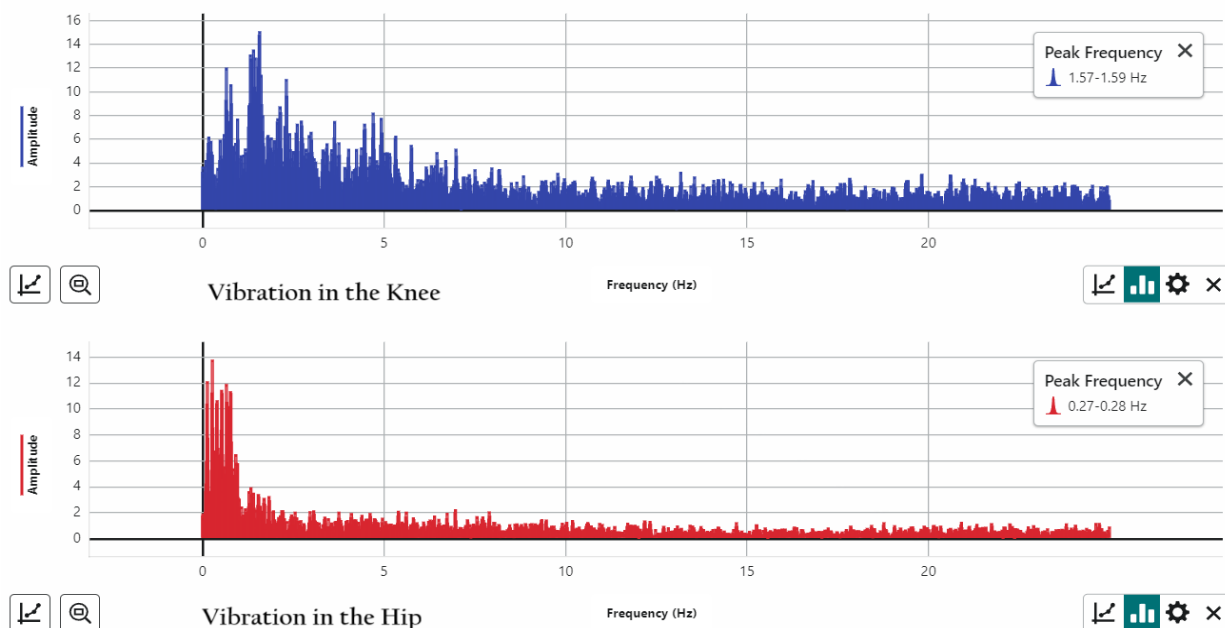 16
14
12
10
8
6
4
2
0
Amplitude
Peak Frequency
1.57-1.59 Hz
0 5 10 15 20
Vibration in the Knee
Frequency (Hz)
14
12
10
8
6
4
2
0
Amplitude
Peak Frequency
0.27-0.28 Hz
0 5 10 15 20
Vibration in the Hip
Frequency (Hz)